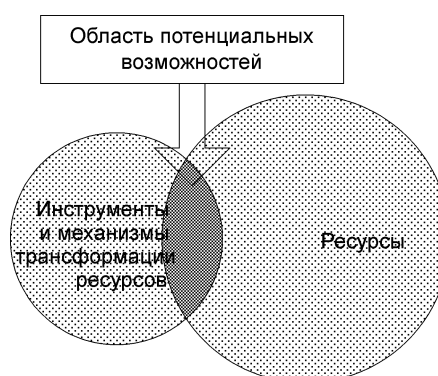 Область потенциальных
возможностей
Инструменты
и механизмы
трансформации
ресурсов
Ресурсы